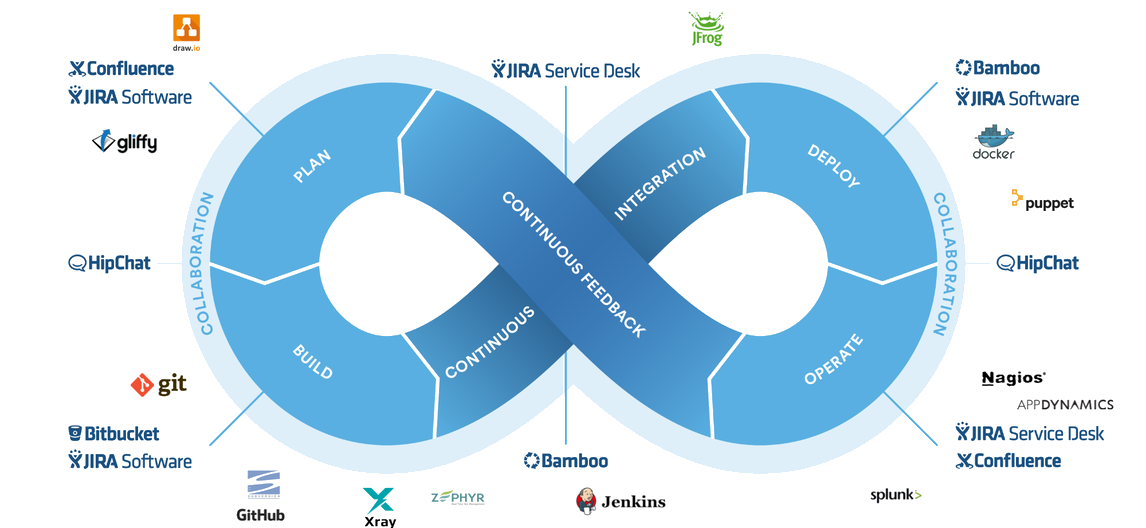 draw.io
JFrog
Confluence
JIRA Software
JIRA Service Desk
Bamboo
JIRA Software
gliffy
docker
PLAN
INTEGRATION
DEPLOY
puppet
COLLABORATION
CONTINUOUS FEEDBACK
COLLABORATION
HipChat
HipChat
BUILD
CONTINUOUS
OPERATE
git
Nagios
APPDYNAMICS
Bitbucket
JIRA Software
JIRA Service Desk
Confluence
Bamboo
GitHub
Xray
ZEPHYR
Jenkins
splunk>